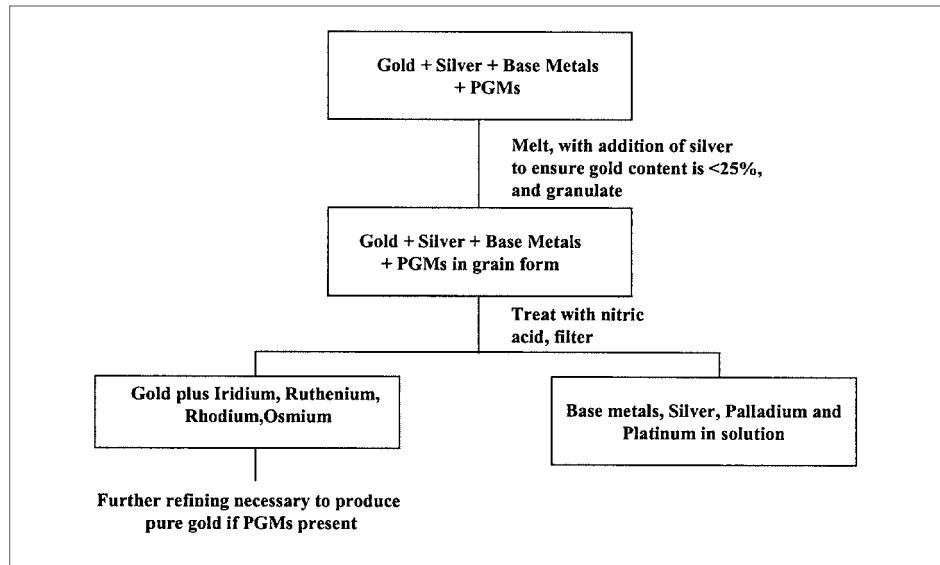 Gold + Silver + Base Metals
+ PGMs
Melt, with addition of silver
to ensure gold content is <25%,
and granulate
Gold + Silver + Base Metals
+ PGMs in grain form
Treat with nitric
acid, filter
Gold plus Iridium, Ruthenium,
Rhodium,Osmium
Base metals, Silver, Palladium and
Platinum in solution
Further refining necessary to produce
pure gold if PGMs present